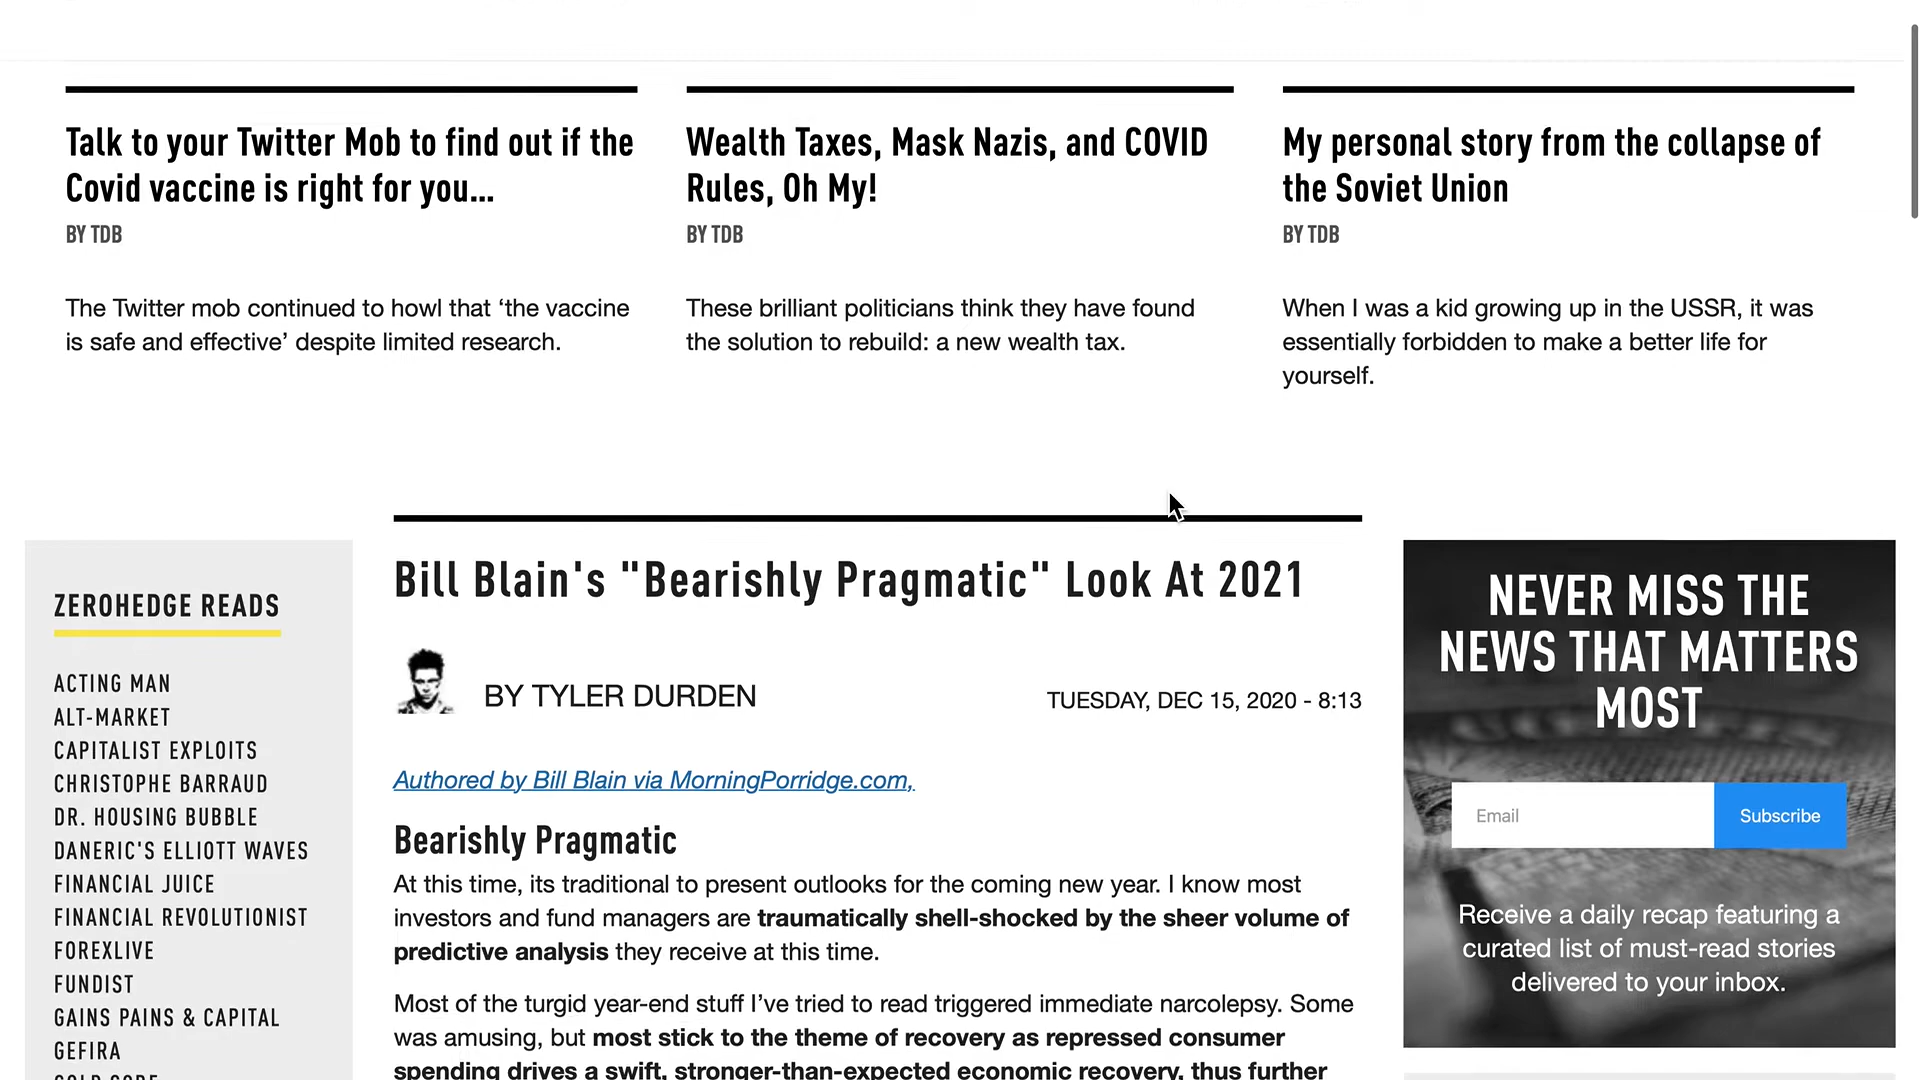 Talk to your Twitter Mob to find out if the
Covid vaccine is right for you...
BY TDB
The Twitter mob continued to howl that ‘the vaccine
is safe and effective’ despite limited research.
Wealth Taxes, Mask Nazis, and COVID
Rules, Oh My!
BY TDB
These brilliant politicians think they have found
the solution to rebuild: a new wealth tax.
My personal story from the collapse of
the Soviet Union
BY TDB
When I was a kid growing up in the USSR, it was
essentially forbidden to make a better life for
yourself.
ZEROHEDGE READS
ACTING MAN
ALT-MARKET
CAPITALIST EXPLOITS
CHRISTOPHE BARRAUD
DR. HOUSING BUBBLE
DANERIC'S ELLIOTT WAVES
FINANCIAL JUICE
FINANCIAL REVOLUTIONIST
FOREXLIVE
FUNDIST
GAINS PAINS & CAPITAL
GEFIRA
Bill Blain's "Bearishly Pragmatic" Look At 2021
BY TYLER DURDEN
TUESDAY, DEC 15, 2020 - 8:13
Authored by Bill Blain via MorningPorridge.com,
Bearishly Pragmatic
At this time, its traditional to present outlooks for the coming new year. I know most
investors and fund managers are traumatically shell-shocked by the sheer volume of
predictive analysis they receive at this time.
Most of the turgid year-end stuff I’ve tried to read triggered immediate narcolepsy. Some
was amusing, but most stick to the theme of recovery as repressed consumer
spending drives a swift, stronger-than-expected economic recovery, thus further
NEVER MISS THE
NEWS THAT MATTERS
MOST
Email
Subscribe
Receive a daily recap featuring a
curated list of must-read stories
delivered to your inbox.